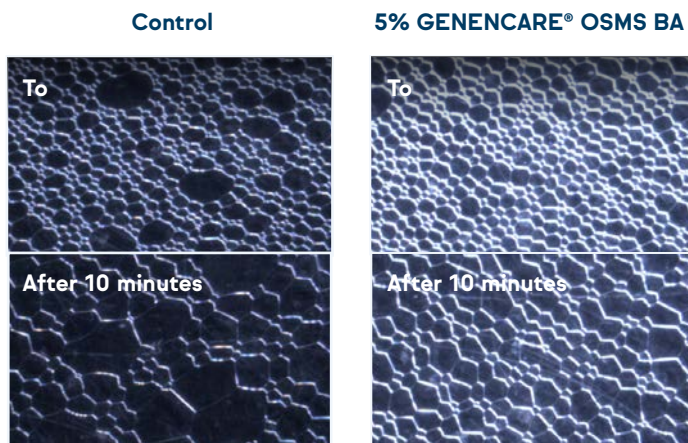 Control
5% GENENCARE® OSMS BA
To
To
After 10 minutes
After 10 minutes